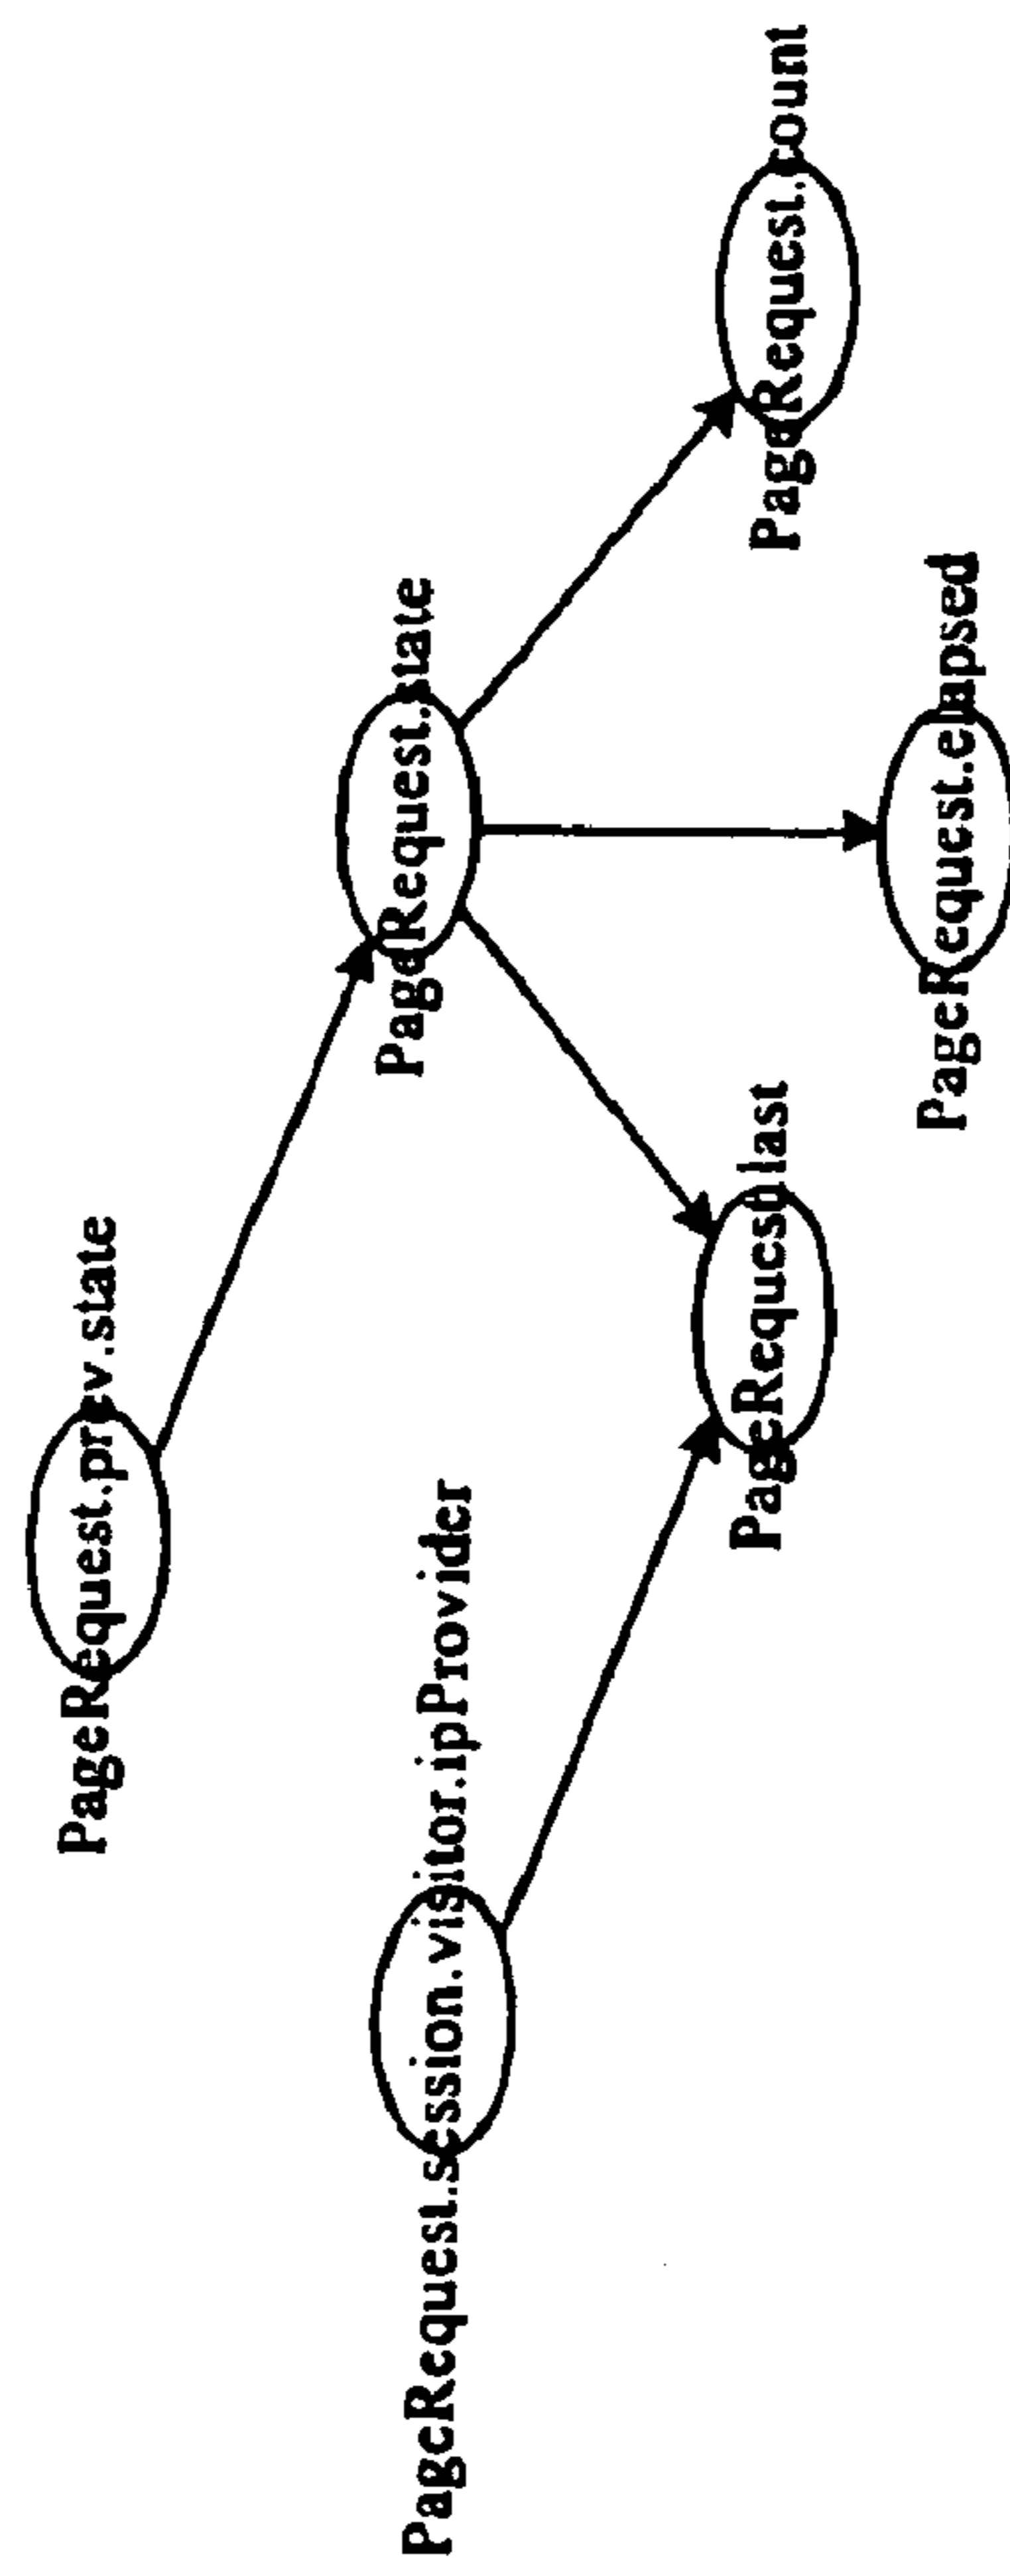 PageRequest.prev.state
PageRequest.session.visitor.ipProvider
PageRequest.state
PageRequest.last
PageRequest.elapsed
PageRequest.count